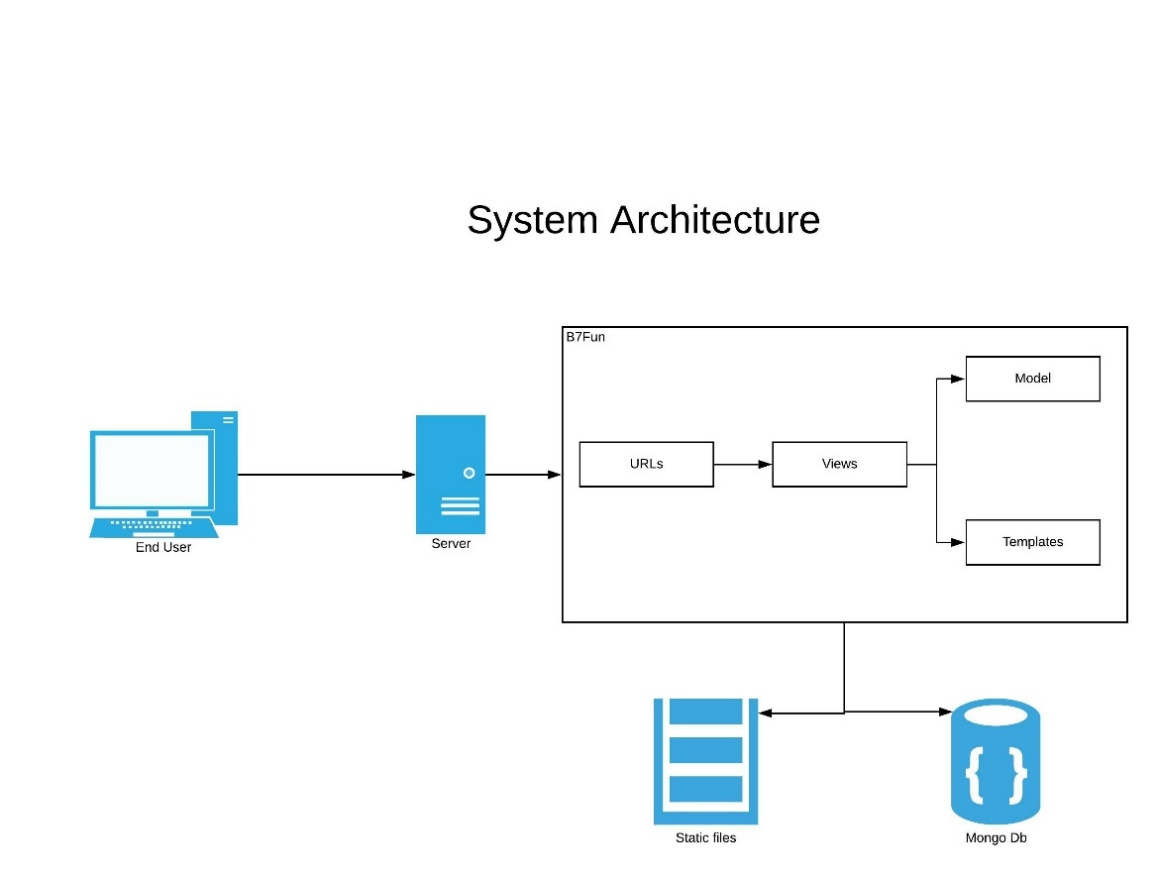 System Architecture
B7Fun
Model
URLs
Views
Templates
End User
Server
Static files
Mongo Db